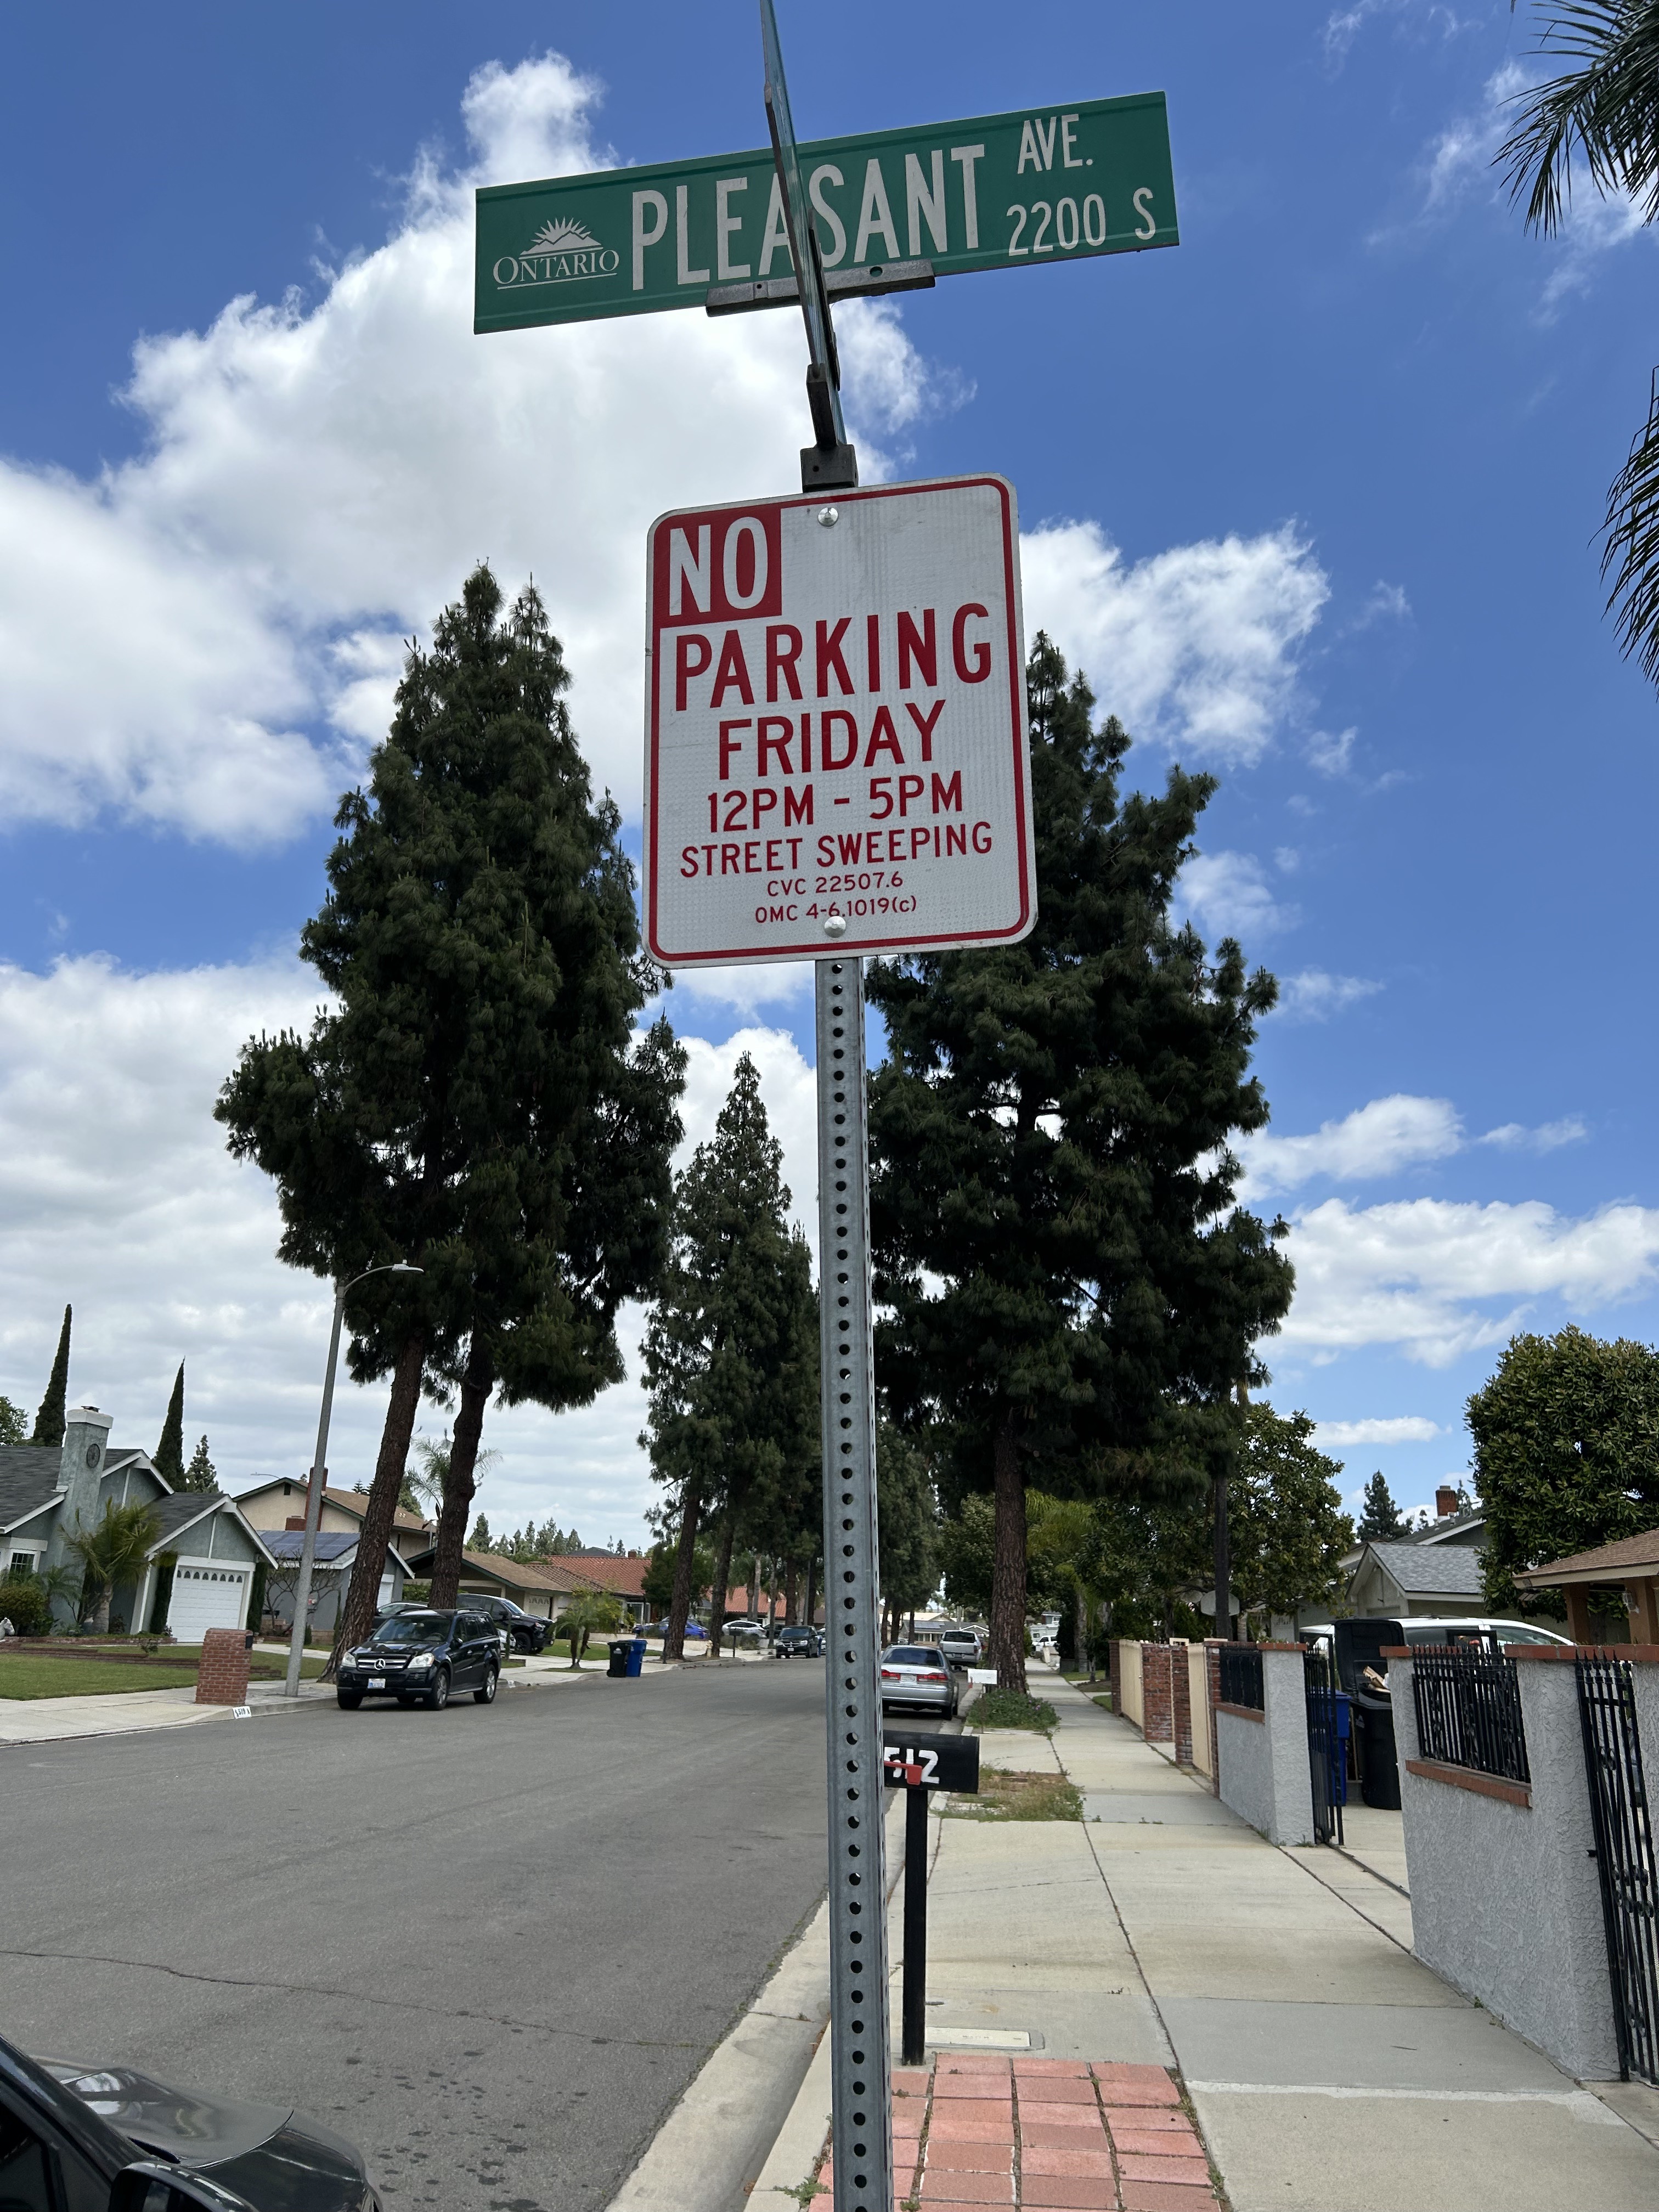 ONTARIO
PLEASANT AVE.
2200 S
NO
PARKING
FRIDAY
12PM - 5PM
STREET SWEEPING
CVC 22507.6
OMC 4-6.1019(c)
512